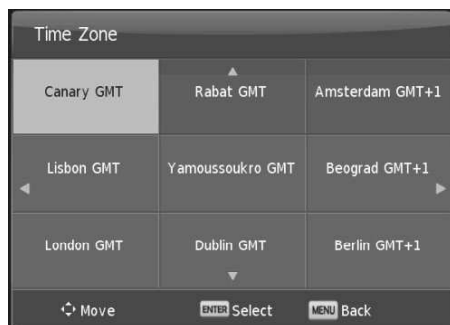 Time Zone
Canary GMT Rabat GMT Amsterdam GMT+1
Lisbon GMT Yamoussoukro GMT Beograd GMT+1
London GMT Dublin GMT Berlin GMT+1
Move ENTER Select MENU Back